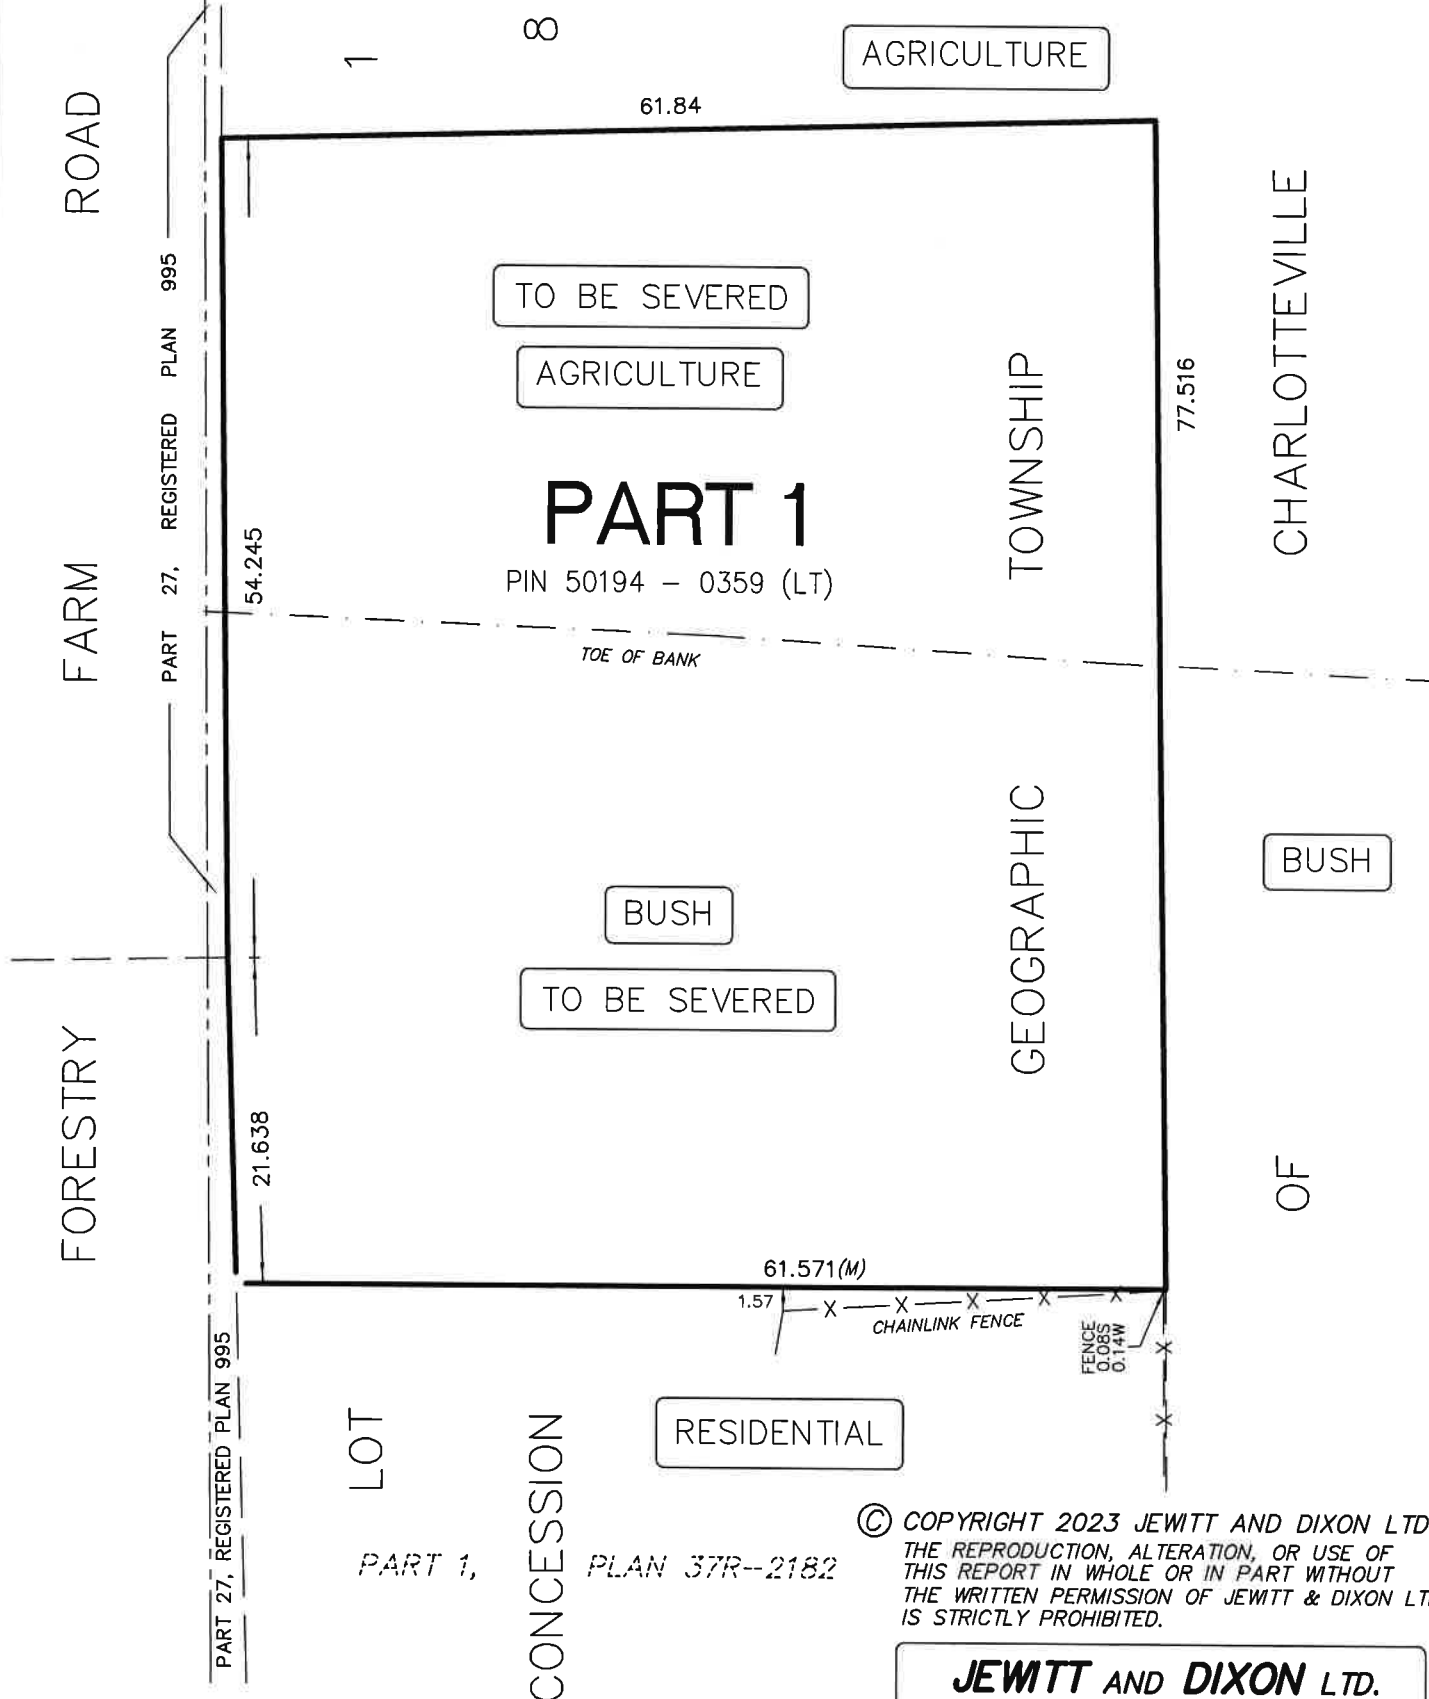 1
8
AGRICULTURE
61.84
ROAD
FARM
FORESTRY
PART 27, REGISTERED PLAN 995
TO BE SEVERED
AGRICULTURE
PART 1
PIN 50194 - 0359 (LT)
54.245
TOE OF BANK
TOWNSHIP
GEOGRAPHIC
77.516
CHARLOTTEVILLE
OF
BUSH
BUSH
TO BE SEVERED
21.638
61.571(M)
1.57
X X X X X
CHAINLINK FENCE
FENCE
0.08S
0.14W
X
X
PART 27, REGISTERED PLAN 995
LOT
CONCESSION
RESIDENTIAL
PART 1, PLAN 37R--2182
© COPYRIGHT 2023 JEWITT AND DIXON LTD
THE REPRODUCTION, ALTERATION, OR USE OF
THIS REPORT IN WHOLE OR IN PART WITHOUT
THE WRITTEN PERMISSION OF JEWITT & DIXON LT
IS STRICTLY PROHIBITED.
JEWITT AND DIXON LTD.